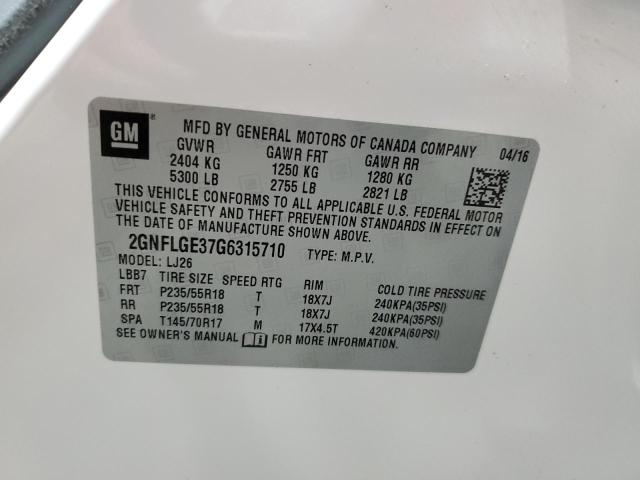 GM
MFD BY GENERAL MOTORS OF CANADA COMPANY 04/16
GVWR GAWR FRT GAWR RR
2404 KG 1250 KG 1280 KG
5300 LB 2755 LB 2821 LB
THIS VEHICLE CONFORMS TO ALL APPLICABLE U.S. FEDERAL MOTOR
VEHICLE SAFETY AND THEFT PREVENTION STANDARDS IN EFFECT ON
THE DATE OF MANUFACTURE SHOWN ABOVE.
2GNFLGE37G6315710 TYPE: M.P.V.
MODEL: LJ26
LBB7 TIRE SIZE SPEED RTG RIM COLD TIRE PRESSURE
FRT P235/55R18 T 18X7J 240KPA(35PSI)
RR P235/55R18 T 18X7J 240KPA(35PSI)
SPA T145/70R17 M 17X4.5T 420KPA(60PSI)
SEE OWNER'S MANUAL FOR MORE INFORMATION.